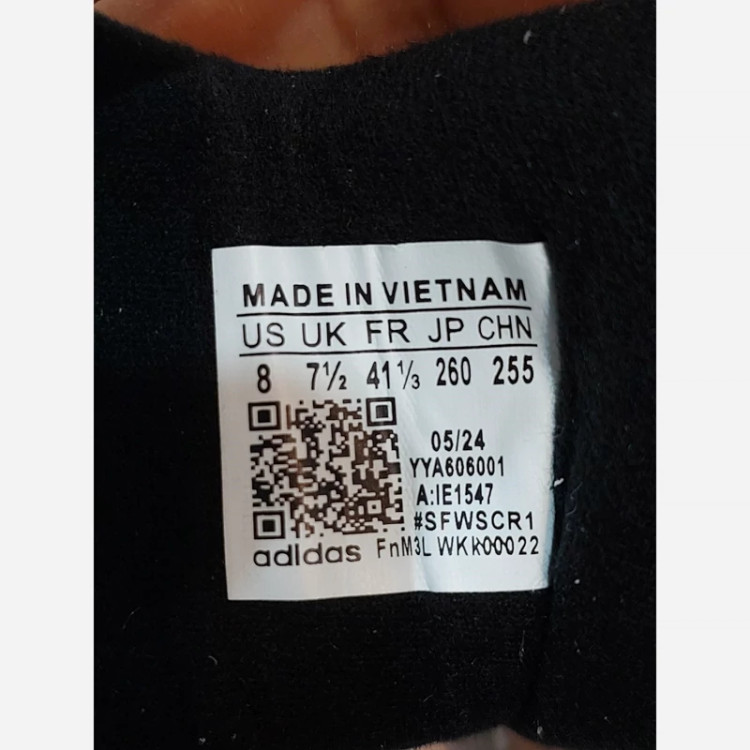 MADE IN VIETNAM
US UK FR JP CHN
8 7½ 41⅓ 260 255
05/24
YYA606001
A:IE1547
#SFWSCR1
adidas FnM3L WKk00022